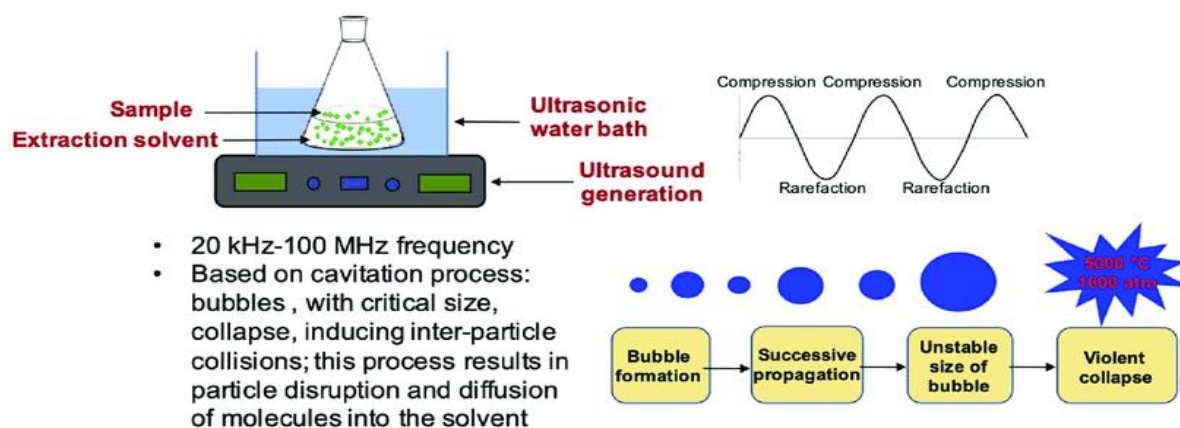 Sample
Extraction solvent
Ultrasonic
water bath
Ultrasound
generation
Compression Compression Compression
Rarefaction Rarefaction
• 20 kHz-100 MHz frequency
• Based on cavitation process:
bubbles , with critical size,
collapse, inducing inter-particle
collisions; this process results in
particle disruption and diffusion
of molecules into the solvent
5000 °C
1000 atm
Bubble
formation
Successive
propagation
Unstable
size of
bubble
Violent
collapse